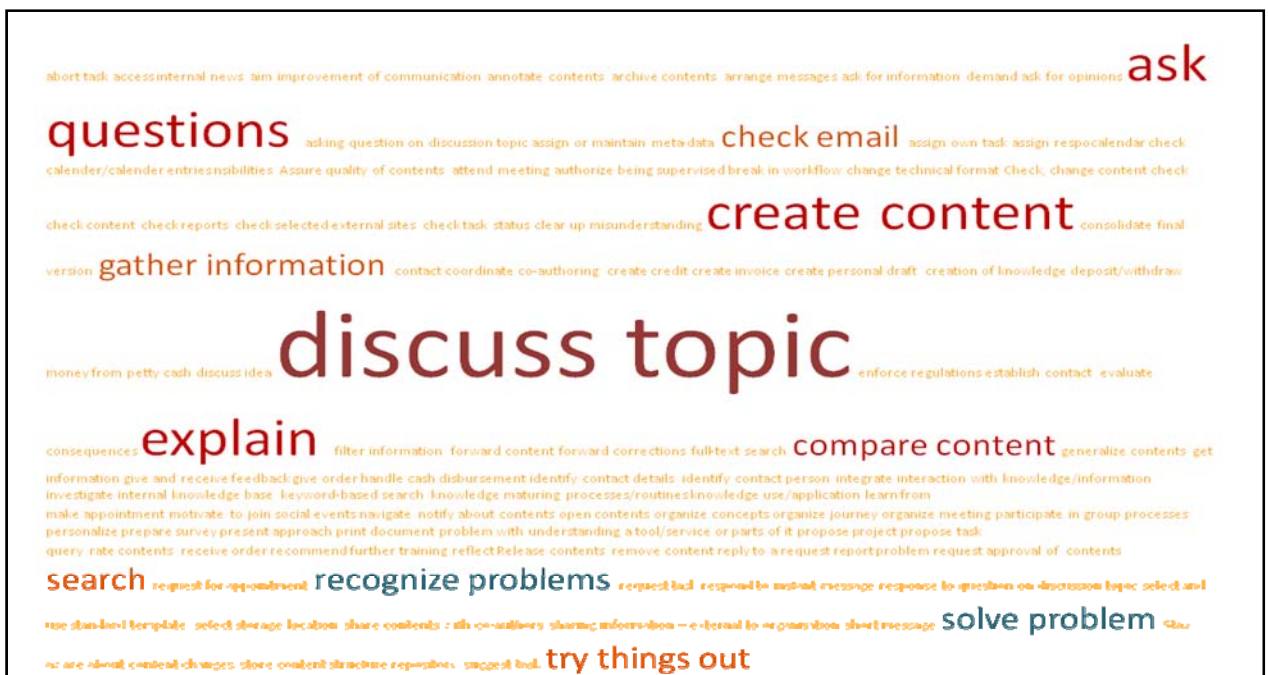 abort task access internal news aim improvement of communication annotate contents archive contents arrange messages ask for information demand ask for opinions ask
questions asking question on discussion topic assign or maintain meta-data check email assign own task assign respocalendar check
calender/calender entriesnsibilities Assure quality of contents attend meeting authorize being supervised break in workflow change technical format Check, change content check
check content check reports check selected external sites check task status clear up misunderstanding create content consolidate final
version gather information contact coordinate co-authoring create credit create invoice create personal draft creation of knowledge deposit/withdraw
money from petty cash discuss idea discuss topic enforce regulations establish contact evaluate
consequences explain filter information forward content forward corrections full-text search compare content generalize contents get
information give and receive feedback give order handle cash disbursement identify contact details identify contact person integrate interaction with knowledge/information
investigate internal knowledge base keyword-based search knowledge maturing processes/routines knowledge use/application learn from
make appointment motivate to join social events navigate notify about contents open contents organize concepts organize journey organize meeting participate in group processes
personalize prepare survey present approach print document problem with understanding a tool/service or parts of it propose project propose task
query rate contents receive order recommend further training reflect Release contents remove content reply to a request report problem request approval of contents
search request for appointment recognize problems request task respond to instant message response to question on discussion topic select and
use standard template select storage location share contents with co-authors sharing information – external to organisation short message solve problem Stay
aware about content changes store content structure repository suggest task try things out